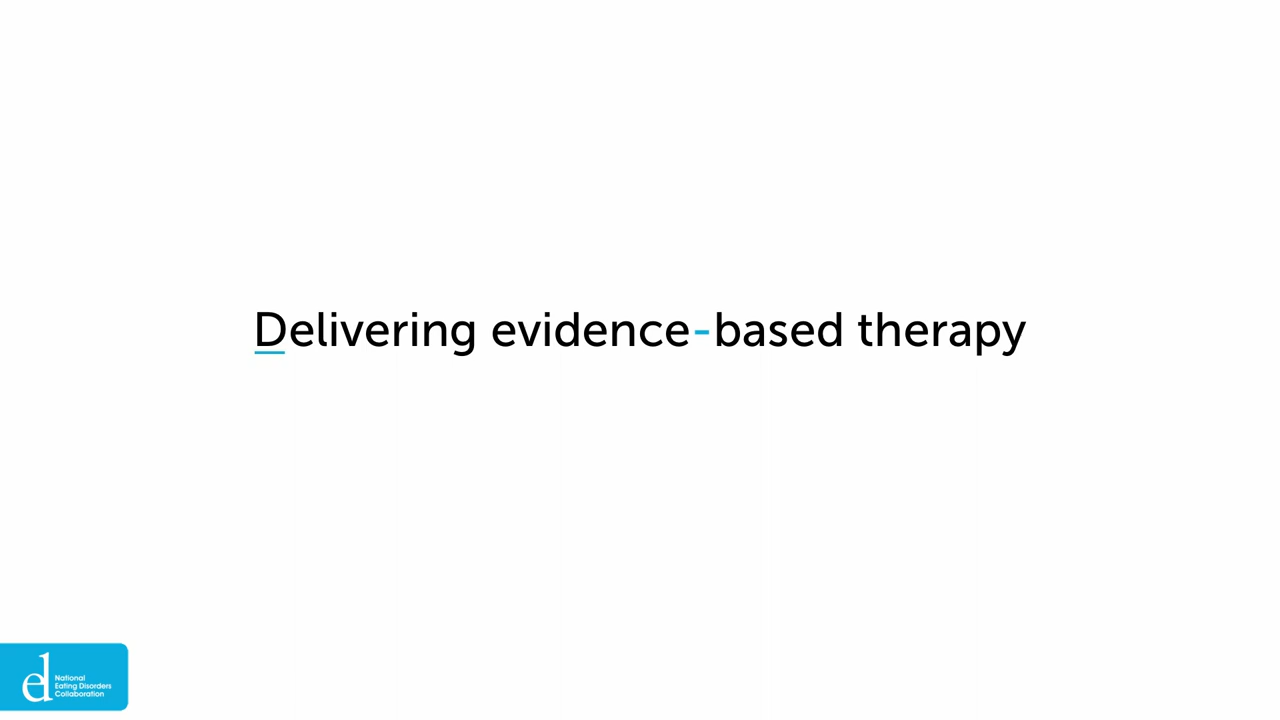 Delivering evidence-based therapy
National
Eating Disorders
Collaboration